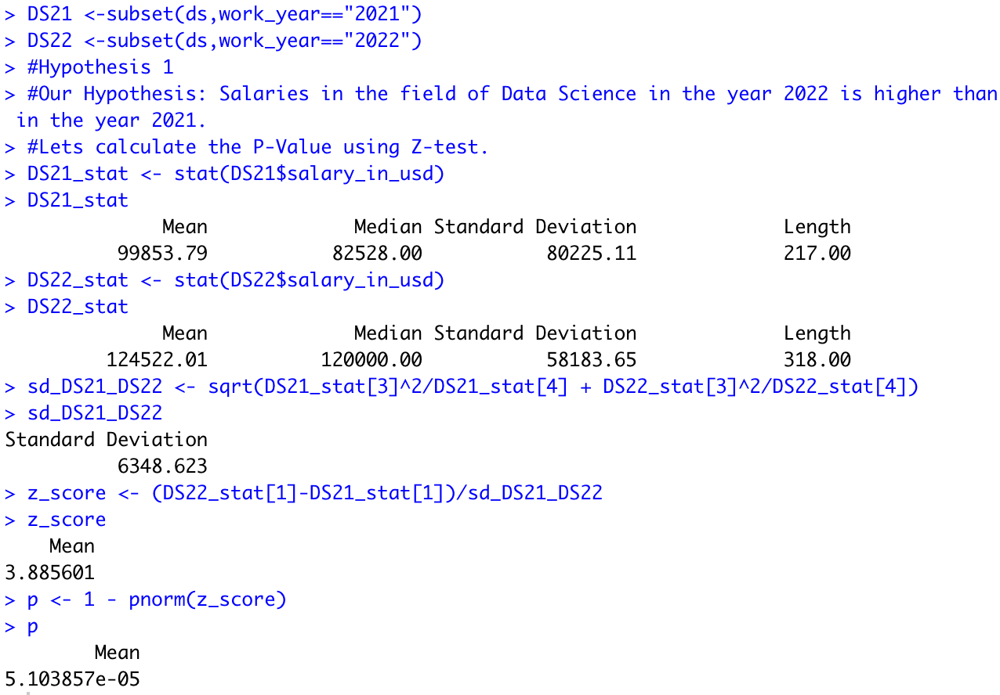 > DS21 <-subset(ds,work_year=="2021")
> DS22 <-subset(ds,work_year=="2022")
> #Hypothesis 1
> #Our Hypothesis: Salaries in the field of Data Science in the year 2022 is higher than
 in the year 2021.
> #Lets calculate the P-Value using Z-test.
> DS21_stat <- stat(DS21$salary_in_usd)
> DS21_stat
              Mean             Median Standard Deviation             Length
          99853.79           82528.00           80225.11             217.00
> DS22_stat <- stat(DS22$salary_in_usd)
> DS22_stat
              Mean             Median Standard Deviation             Length
         124522.01          120000.00           58183.65             318.00
> sd_DS21_DS22 <- sqrt(DS21_stat[3]^2/DS21_stat[4] + DS22_stat[3]^2/DS22_stat[4])
> sd_DS21_DS22
Standard Deviation
          6348.623
> z_score <- (DS22_stat[1]-DS21_stat[1])/sd_DS21_DS22
> z_score
    Mean
3.885601
> p <- 1 - pnorm(z_score)
> p
        Mean
5.103857e-05